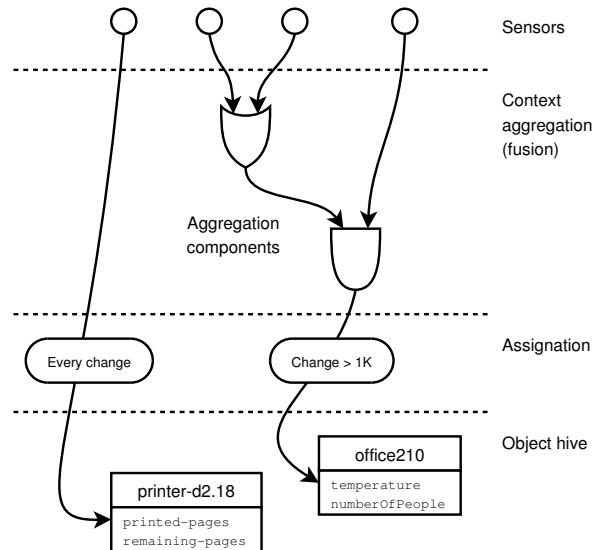 Sensors
Context
aggregation
(fusion)
Aggregation
components
Every change
Change > 1K
Assignation
Object hive
office210
temperature
numberOfPeople
printer-d2.18
printed-pages
remaining-pages